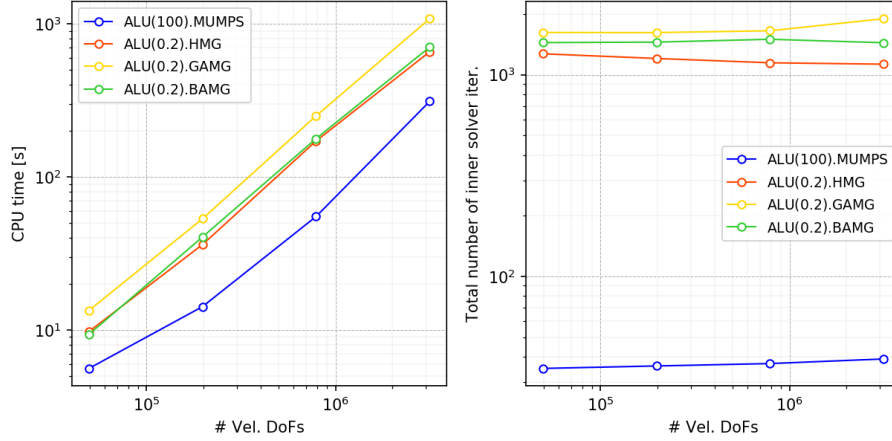 CPU time [s]
10³
10²
10¹
ALU(100).MUMPS
ALU(0.2).HMG
ALU(0.2).GAMG
ALU(0.2).BAMG
10⁵
10⁶
# Vel. DoFs
Total number of inner solver iter.
10³
10²
ALU(100).MUMPS
ALU(0.2).HMG
ALU(0.2).GAMG
ALU(0.2).BAMG
10⁵
10⁶
# Vel. DoFs